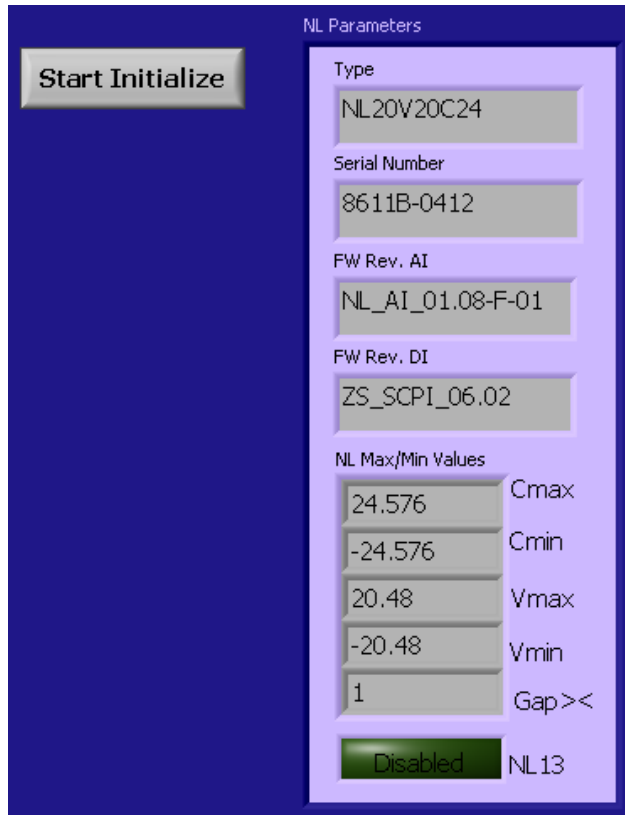 NL Parameters
Start Initialize
Type
NL20V20C24
Serial Number
8611B-0412
FW Rev. AI
NL_AI_01.08-F-01
FW Rev. DI
ZS_SCPI_06.02
NL Max/Min Values
24.576 Cmax
-24.576 Cmin
20.48 Vmax
-20.48 Vmin
1 Gap><
Disabled NL13